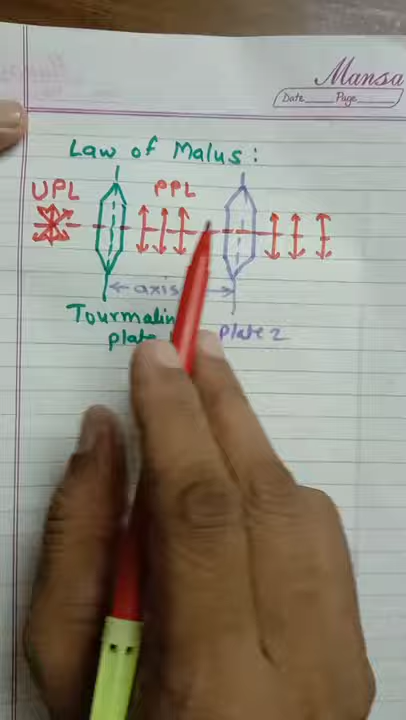 Mansa
Date Page
Law of Malus:
UPL PPL
axis
Tourmalin
plate plate 2